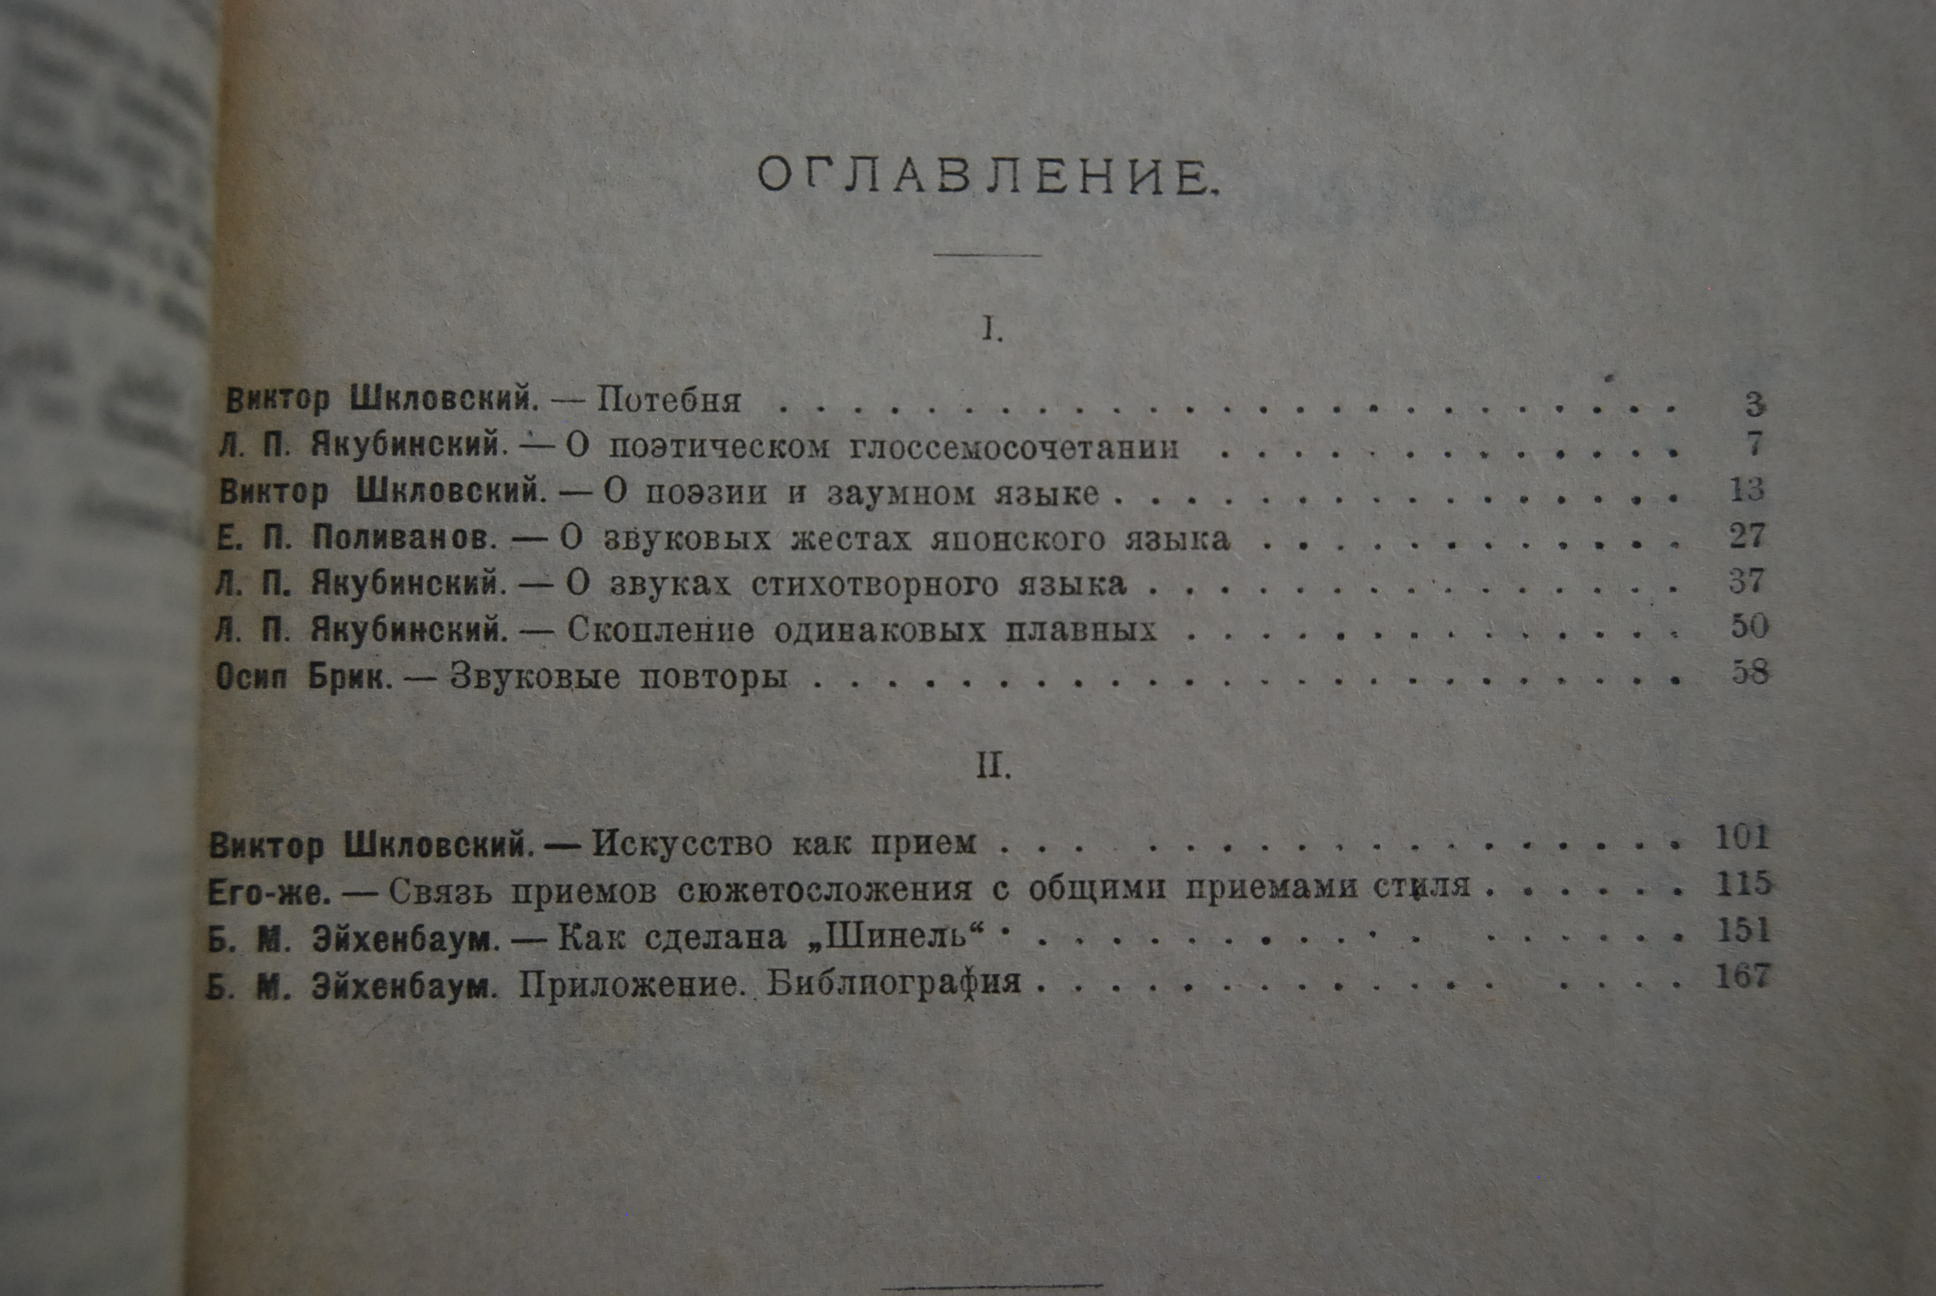 ОГЛАВЛЕНИЕ.
I.
Виктор Шкловский. — Потебня . . . . . . . . . . . . . . . . . . . . . . . . . 3
Л. П. Якубинский. — О поэтическом глоссемосочетании . . . . . . . . . . . . . 7
Виктор Шкловский. — О поэзии и заумном языке . . . . . . . . . . . . . . . . 13
Е. П. Поливанов. — О звуковых жестах японского языка . . . . . . . . . . . . 27
Л. П. Якубинский. — О звуках стихотворного языка . . . . . . . . . . . . . . . 37
Л. П. Якубинский. — Скопление одинаковых плавных . . . . . . . . . . . . . . 50
Осип Брик. — Звуковые повторы . . . . . . . . . . . . . . . . . . . . . . . . 58
II.
Виктор Шкловский. — Искусство как прием . . . . . . . . . . . . . . . . . . 101
Его-же. — Связь приемов сюжетосложения с общими приемами стиля . . . . . . 115
Б. М. Эйхенбаум. — Как сделана „Шинель“ . . . . . . . . . . . . . . . . . . 151
Б. М. Эйхенбаум. Приложение. Библиография . . . . . . . . . . . . . . . . . 167